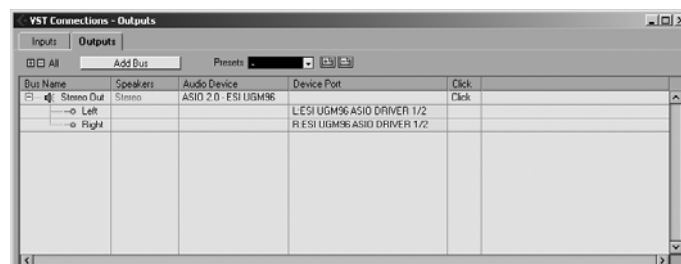 VST Connections - Outputs
Inputs Outputs
All Add Bus Presets -
Bus Name Speakers Audio Device Device Port Click
Stereo Out Stereo ASIO 2.0 - ESI UGM96 Click
Left L:ESI UGM96 ASIO DRIVER 1/2
Right R:ESI UGM96 ASIO DRIVER 1/2